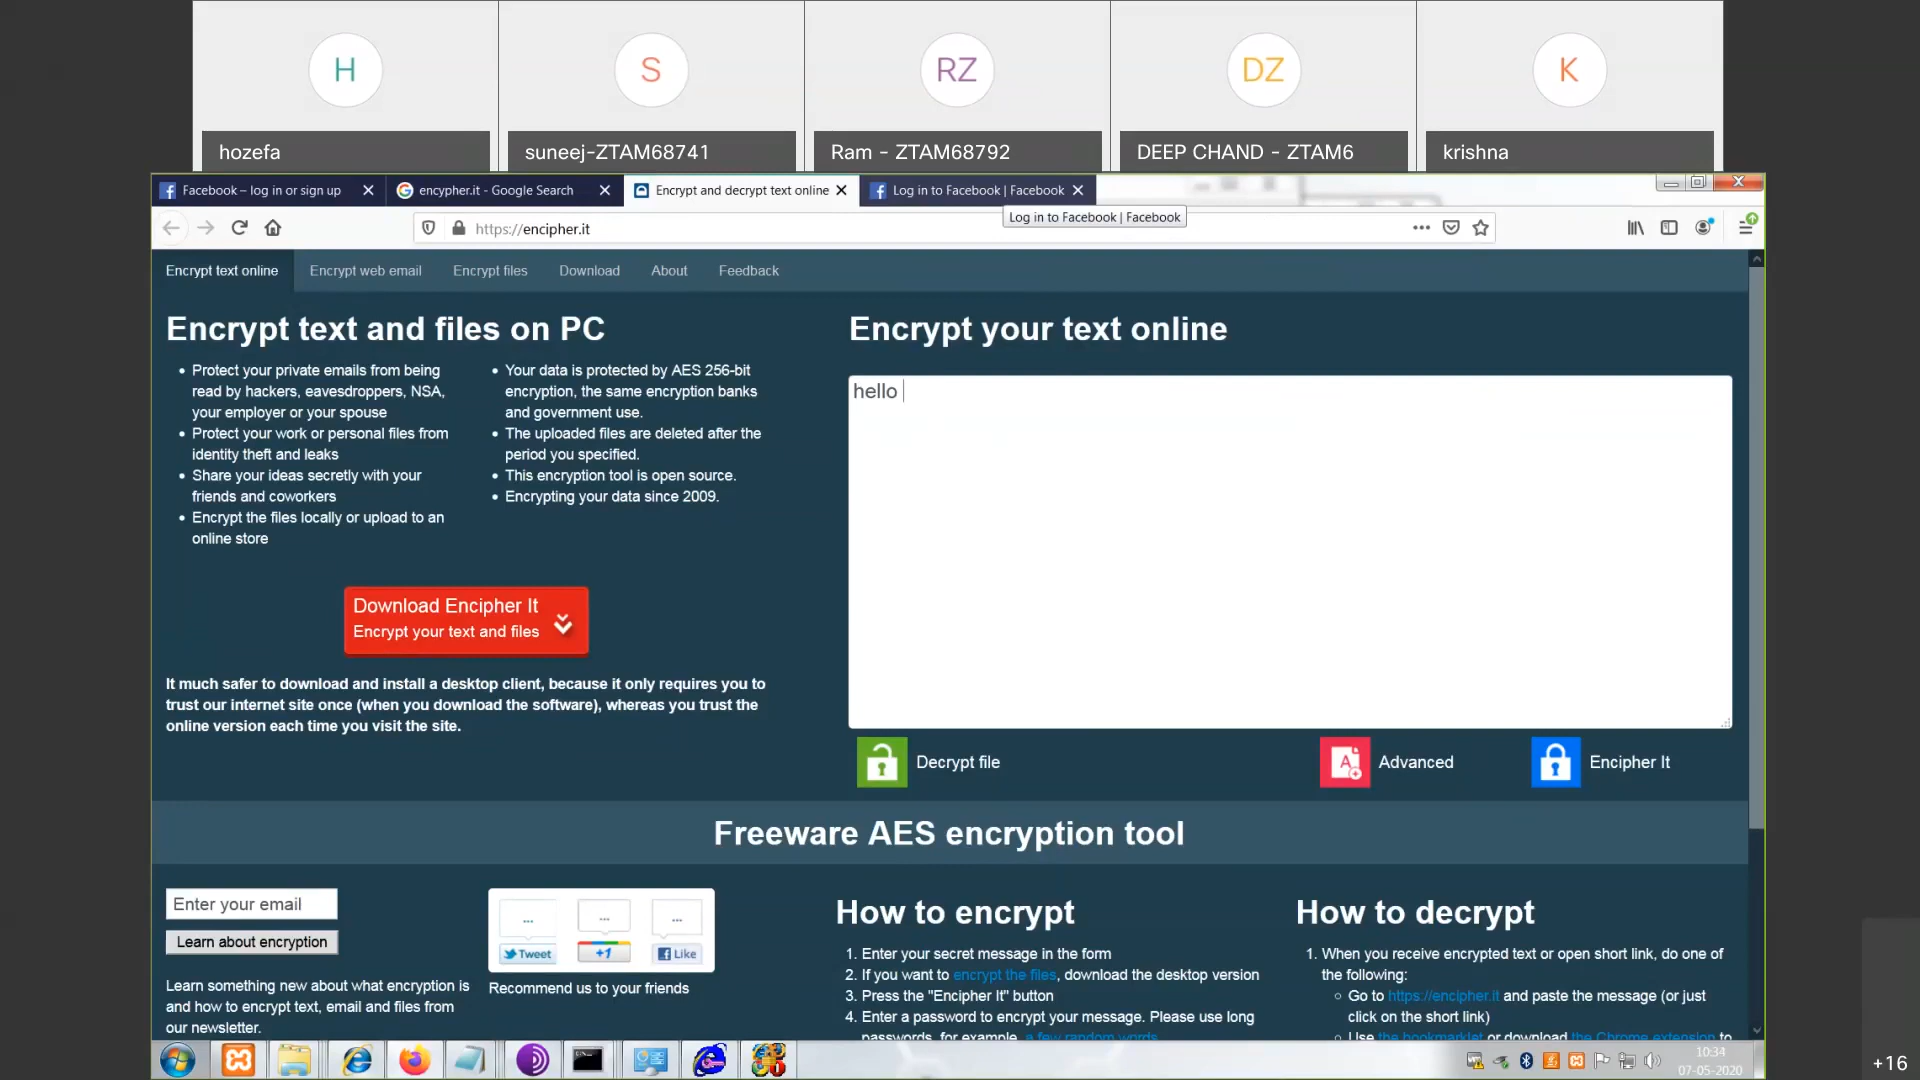 H
S
RZ
DZ
K
hozefa
suneej-ZTAM68741
Ram - ZTAM68792
DEEP CHAND - ZTAM6
krishna
Facebook – log in or sign up
encypher.it - Google Search
Encrypt and decrypt text online
Log in to Facebook | Facebook
Log in to Facebook | Facebook
https://encipher.it
Encrypt text online
Encrypt web email
Encrypt files
Download
About
Feedback
Encrypt text and files on PC
Protect your private emails from being
read by hackers, eavesdroppers, NSA,
your employer or your spouse
Protect your work or personal files from
identity theft and leaks
Share your ideas secretly with your
friends and coworkers
Encrypt the files locally or upload to an
online store
Your data is protected by AES 256-bit
encryption, the same encryption banks
and government use.
The uploaded files are deleted after the
period you specified.
This encryption tool is open source.
Encrypting your data since 2009.
Download Encipher It
Encrypt your text and files
It much safer to download and install a desktop client, because it only requires you to
trust our internet site once (when you download the software), whereas you trust the
online version each time you visit the site.
Encrypt your text online
hello
Decrypt file
Advanced
Encipher It
Freeware AES encryption tool
Enter your email
Learn about encryption
Learn something new about what encryption is
and how to encrypt text, email and files from
our newsletter.
... ... ...
Tweet
+1
Like
Recommend us to your friends
How to encrypt
1. Enter your secret message in the form
2. If you want to encrypt the files, download the desktop version
3. Press the "Encipher It" button
4. Enter a password to encrypt your message. Please use long
passwords, for example, a few random words
How to decrypt
1. When you receive encrypted text or open short link, do one of
the following:
Go to https://encipher.it and paste the message (or just
click on the short link)
Use the bookmarklet or download the Chrome extension to
10:34
07-05-2020
+16